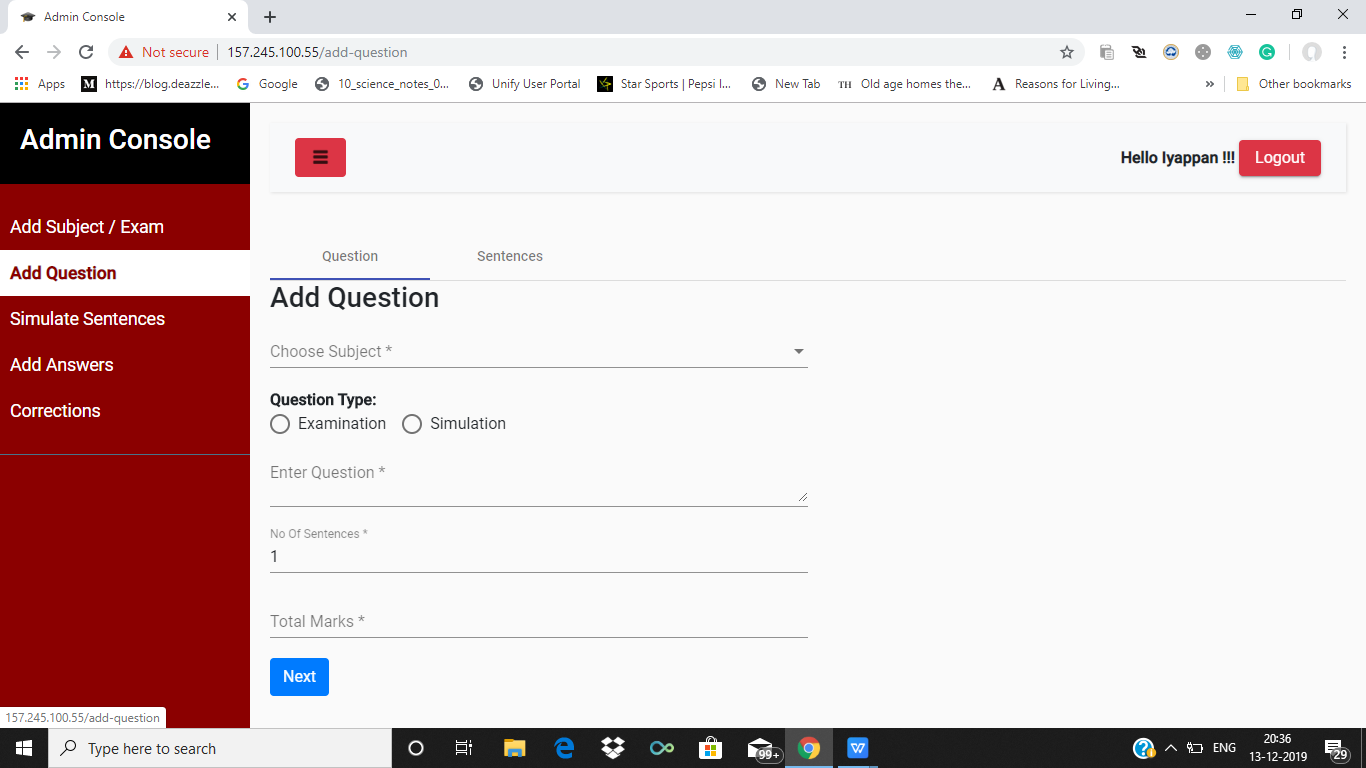 Admin Console
Not secure 157.245.100.55/add-question
Apps M https://blog.deazzle... Google 10_science_notes_0... Unify User Portal Star Sports | Pepsi I... New Tab TH Old age homes the... A Reasons for Living... » Other bookmarks
Admin Console
Hello Iyappan !!! Logout
Add Subject / Exam
Add Question
Simulate Sentences
Add Answers
Corrections
Question Sentences
Add Question
Choose Subject *
Question Type:
Examination Simulation
Enter Question *
No Of Sentences *
1
Total Marks *
Next
157.245.100.55/add-question
Type here to search
99+
W
ENG
20:36
13-12-2019
29